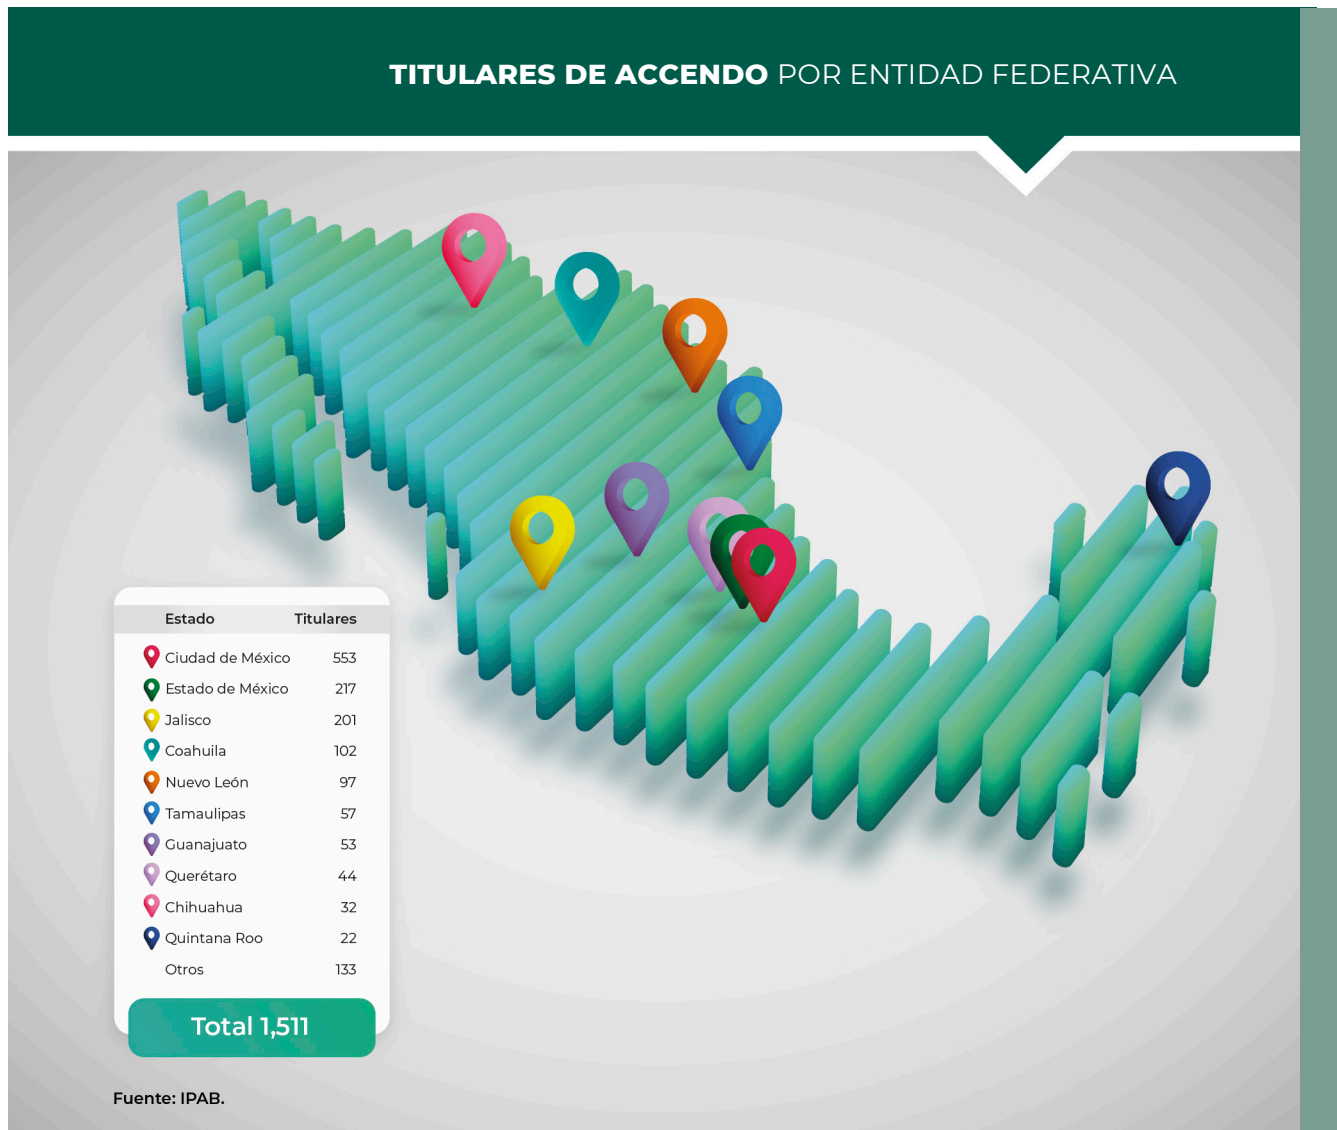 TITULARES DE ACCENDO POR ENTIDAD FEDERATIVA
Estado Titulares
Ciudad de México 553
Estado de México 217
Jalisco 201
Coahuila 102
Nuevo León 97
Tamaulipas 57
Guanajuato 53
Querétaro 44
Chihuahua 32
Quintana Roo 22
Otros 133
Total 1,511
Fuente: IPAB.